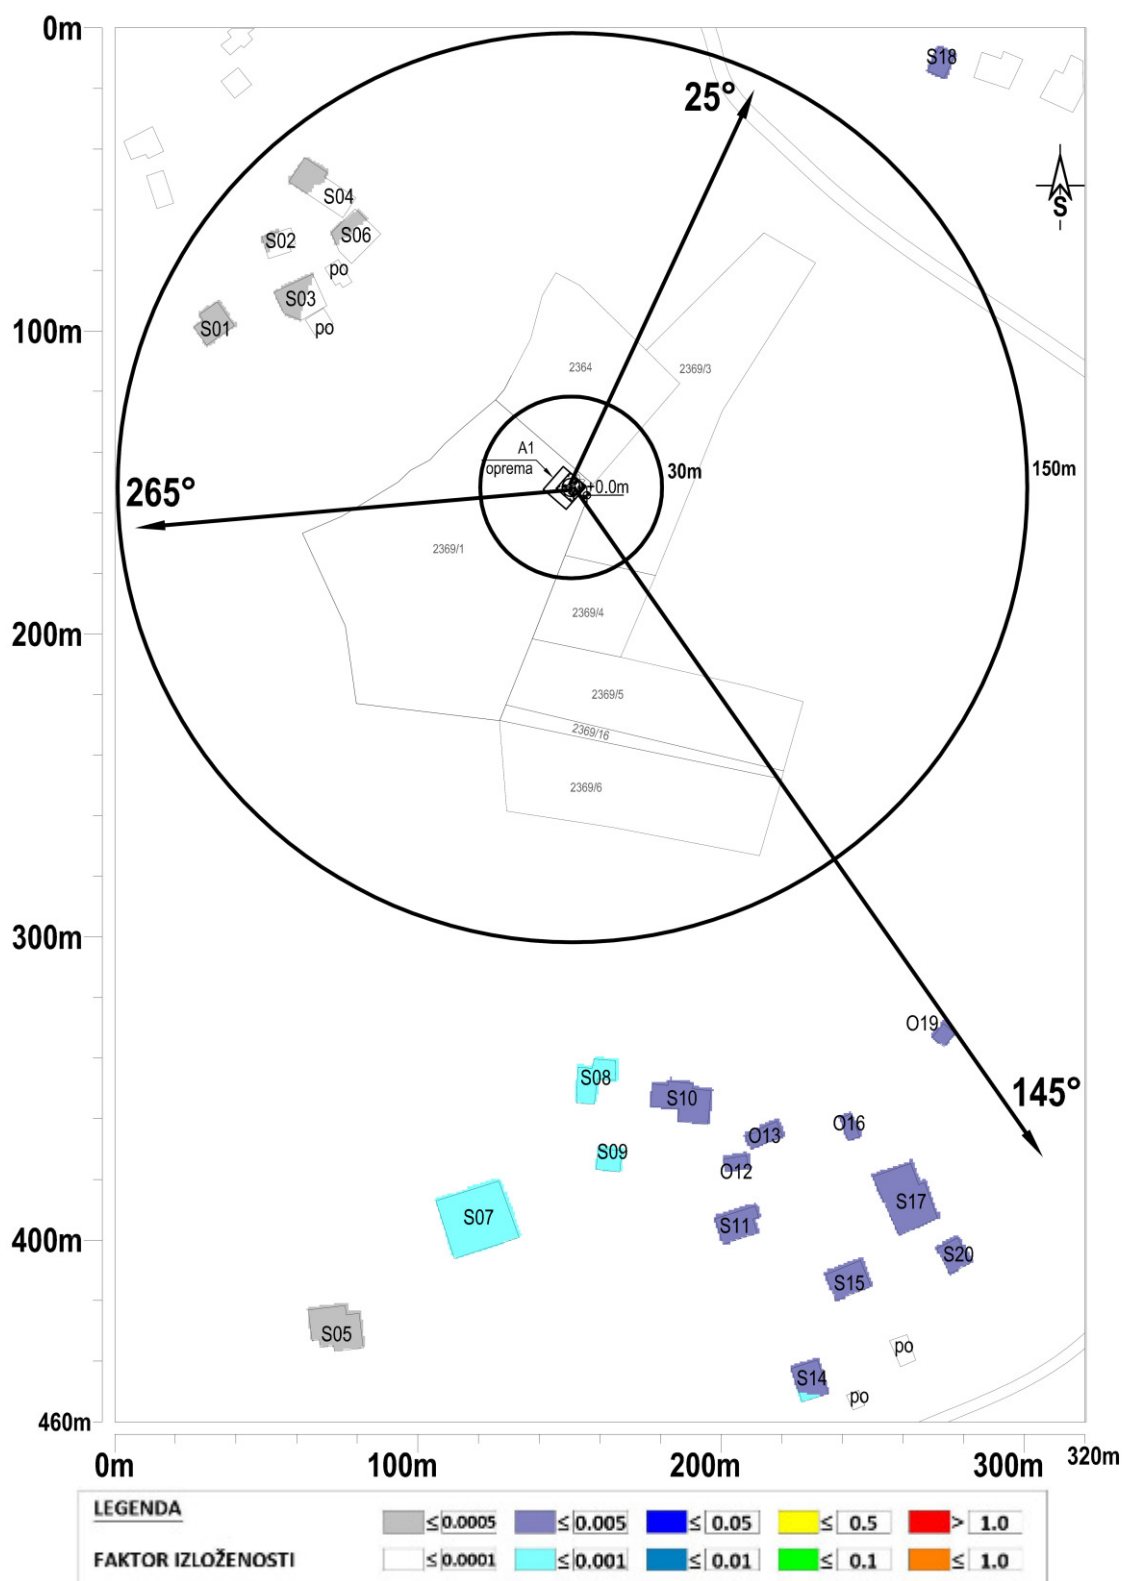 0m
S18
25°
S04
S
S02
S06
po
S03
po
S01
100m
2364
2369/3
A1
oprema
30m
150m
+0.0m
265°
2369/1
2369/4
200m
2369/5
2369/16
2369/6
300m
O19
S08
145°
S10
O16
O13
S09
O12
S17
S07
S11
400m
S20
S15
S05
po
S14
po
460m
0m 100m 200m 300m 320m
LEGENDA
≤ 0.0005 ≤ 0.005 ≤ 0.05 ≤ 0.5 > 1.0
FAKTOR IZLOŽENOSTI ≤ 0.0001 ≤ 0.001 ≤ 0.01 ≤ 0.1 ≤ 1.0